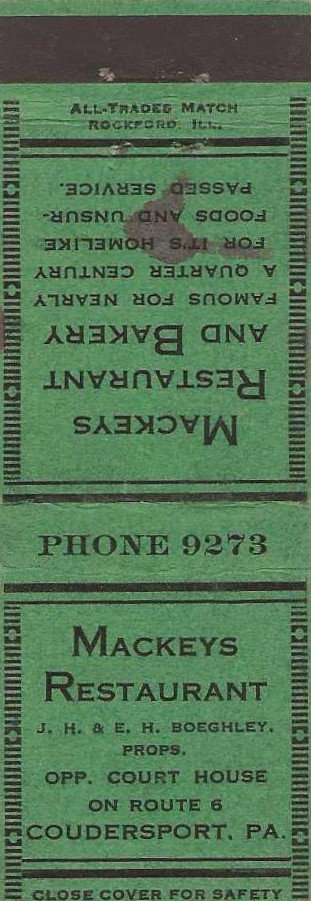 ALL-TRADES MATCH
ROCKFORD, ILL.
MACKEYS
RESTAURANT
AND BAKERY
FAMOUS FOR NEARLY
A QUARTER CENTURY
FOR IT'S HOMELIKE
FOODS AND UNSUR-
PASSED SERVICE.
PHONE 9273
MACKEYS
RESTAURANT
J. H. & E. H. BOEGHLEY,
PROPS.
OPP. COURT HOUSE
ON ROUTE 6
COUDERSPORT, PA.
CLOSE COVER FOR SAFETY